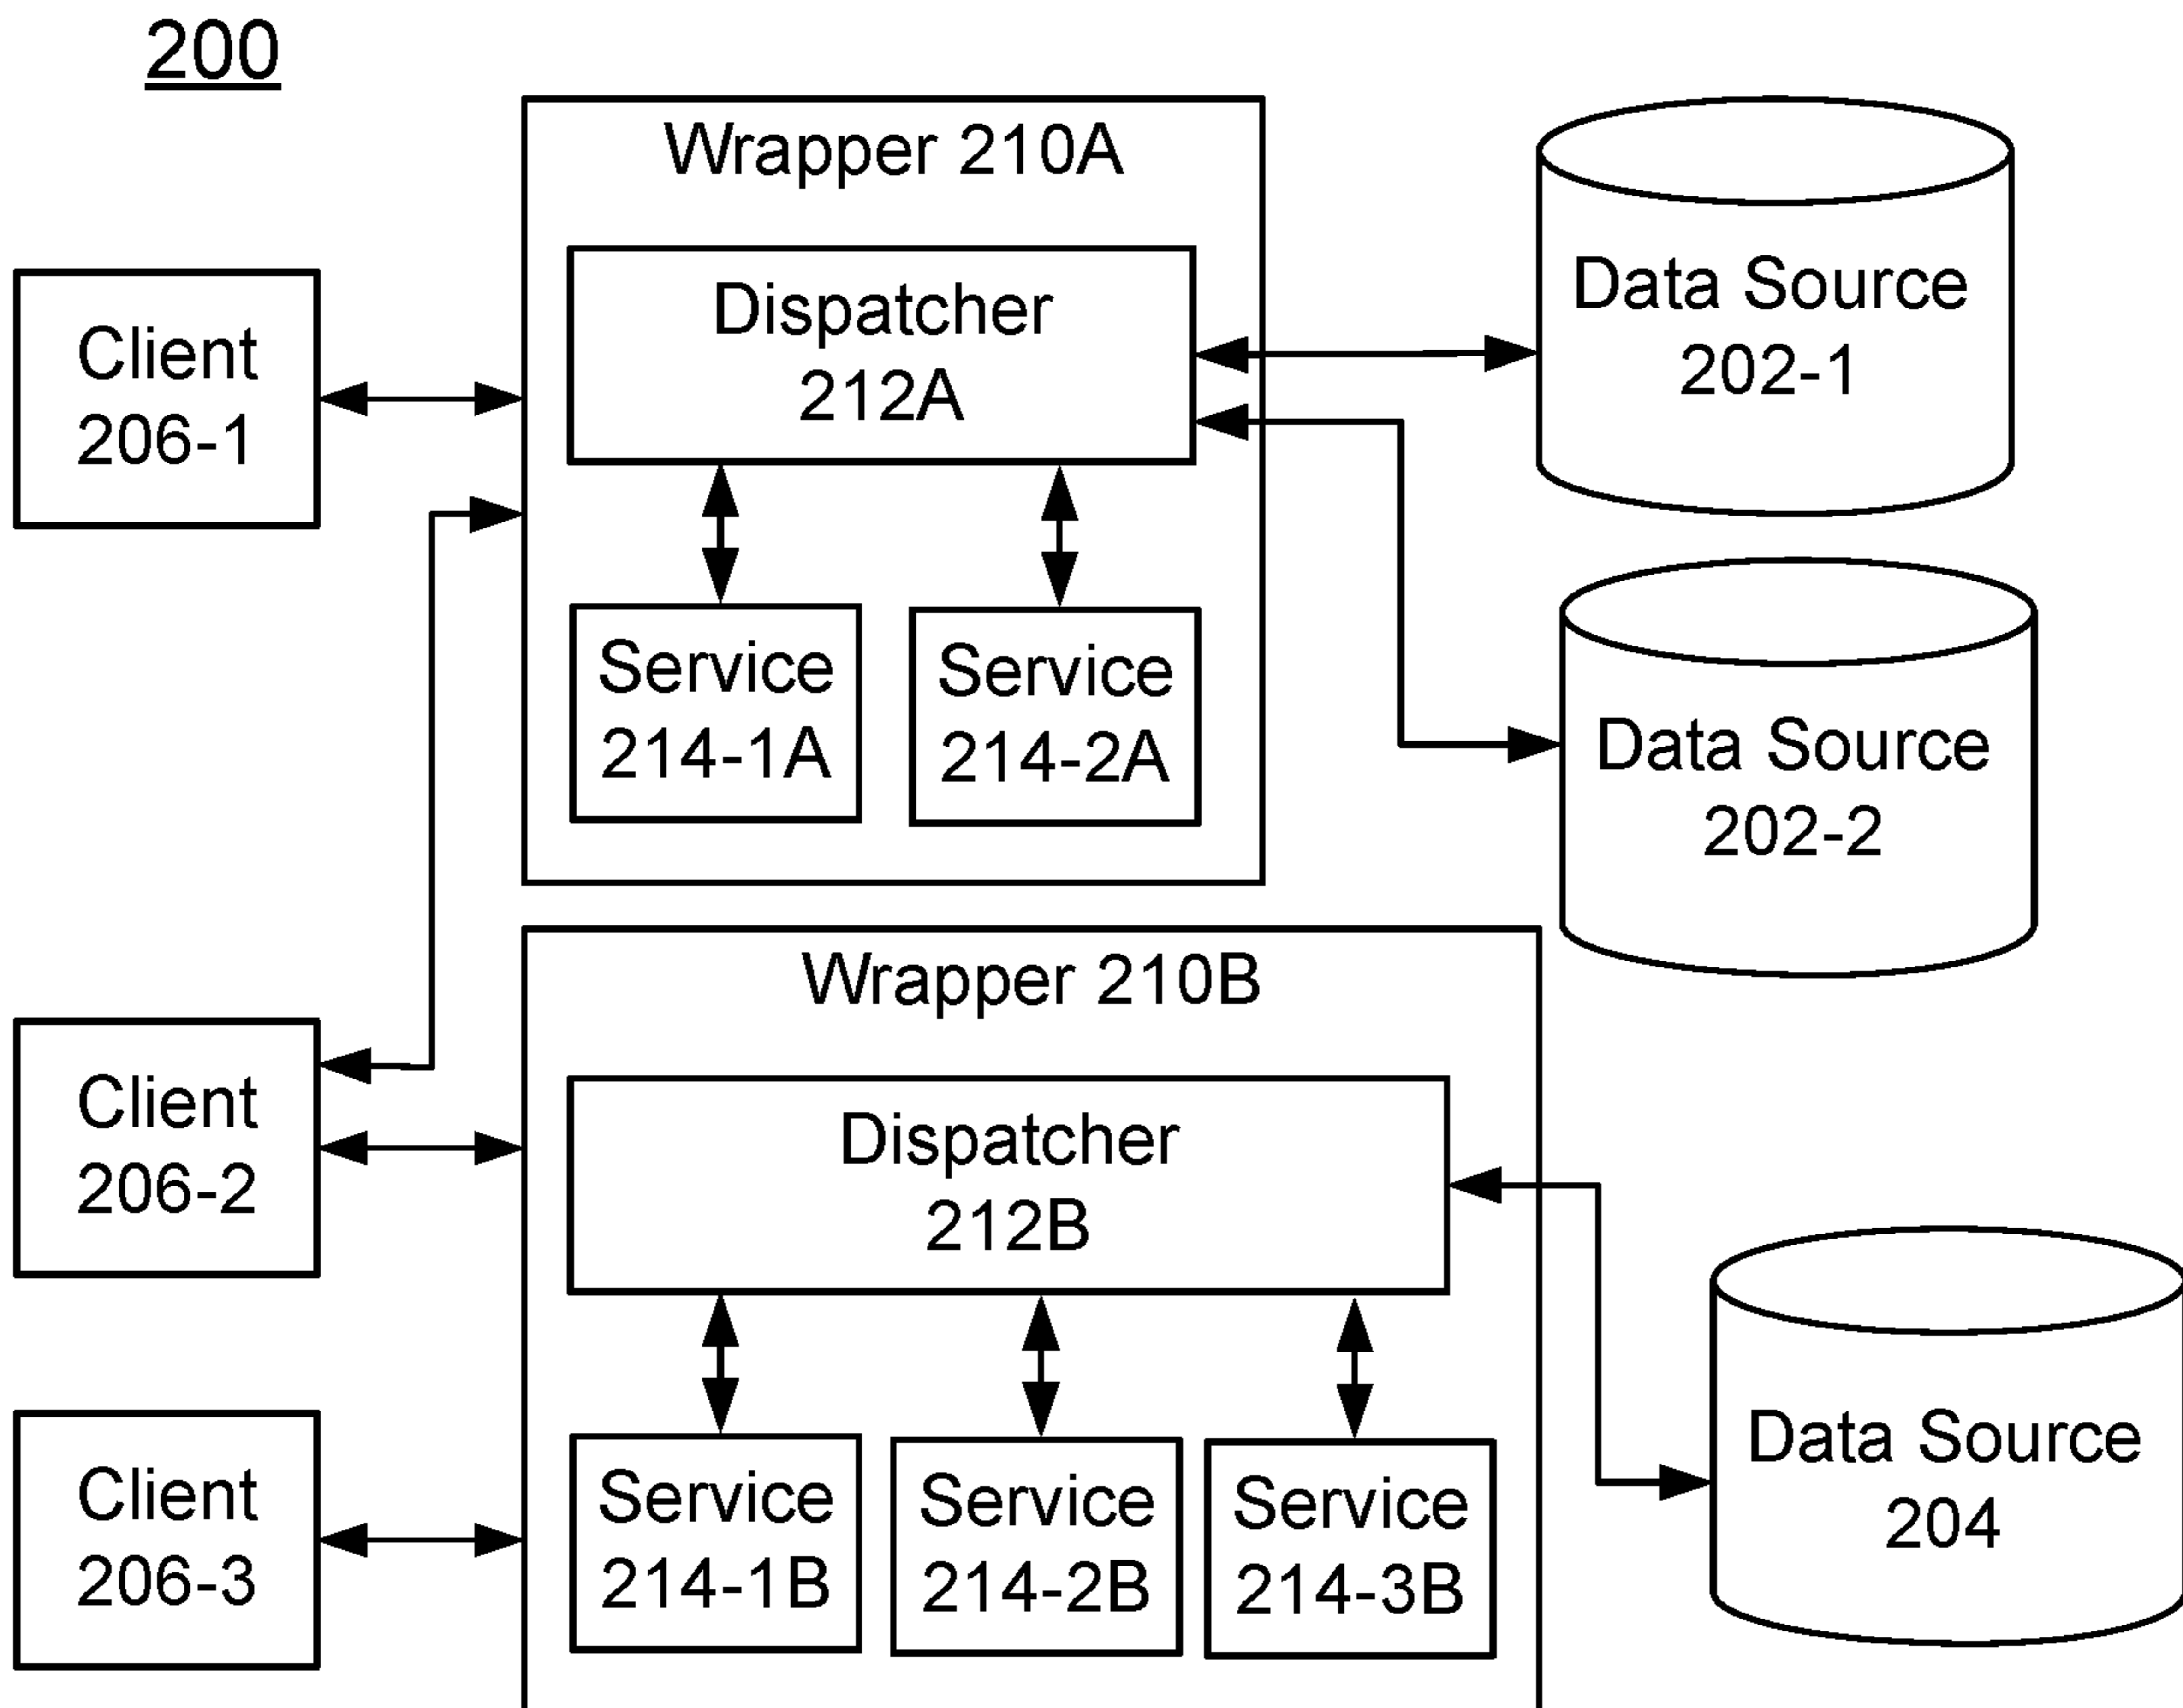 200
Wrapper 210A
Dispatcher
212A
Client
206-1
Data Source
202-1
Service
214-1A
Service
214-2A
Data Source
202-2
Wrapper 210B
Client
206-2
Dispatcher
212B
Data Source
204
Client
206-3
Service
214-1B
Service
214-2B
Service
214-3B